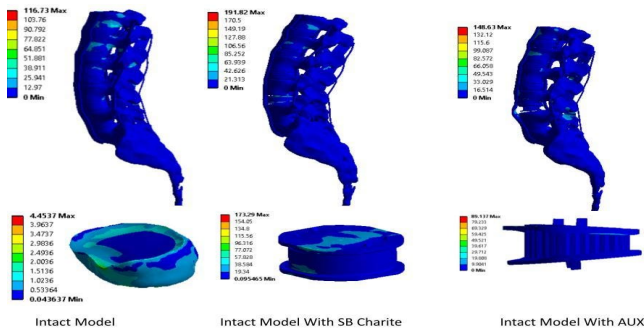 116.73 Max
103.76
90.792
77.822
64.851
51.881
38.911
25.941
12.97
0 Min
191.82 Max
170.5
149.19
127.88
106.56
85.252
63.939
42.626
21.313
0 Min
148.63 Max
132.12
115.6
99.087
82.572
66.058
49.543
33.029
16.514
0 Min
4.4537 Max
3.9637
3.4737
2.9836
2.4936
2.0036
1.5136
1.0236
0.53364
0.043637 Min
173.29 Max
154.05
134.8
115.56
96.316
77.072
57.828
38.584
19.34
0.095465 Min
89.137 Max
0 Min
Intact Model
Intact Model With SB Charite
Intact Model With AUX